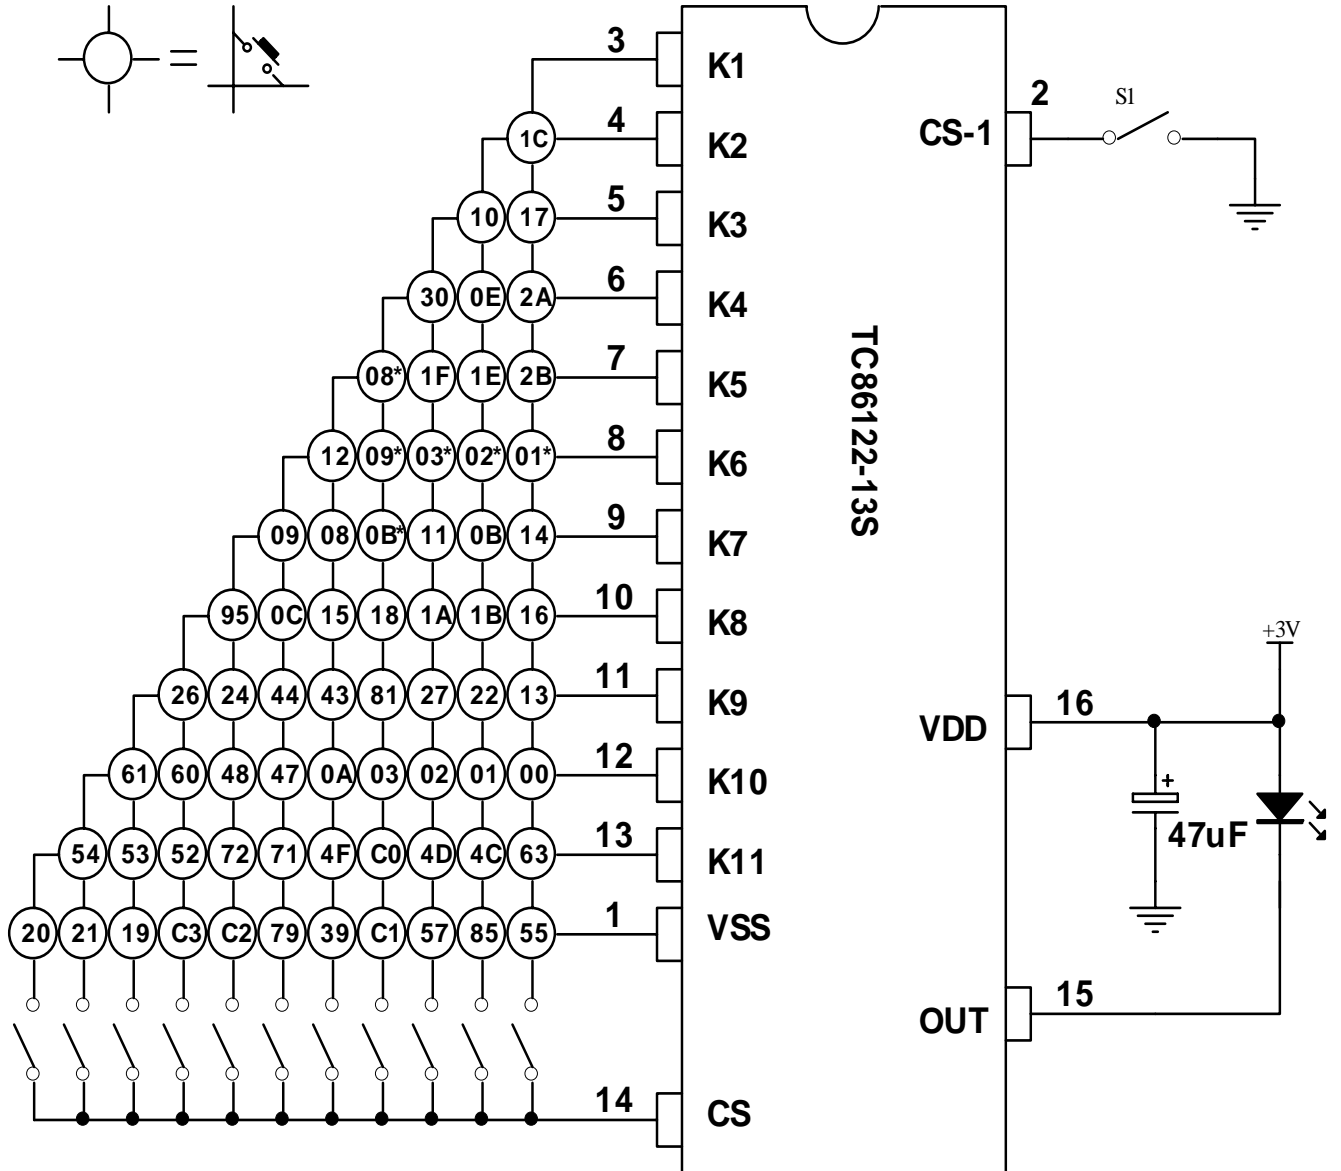 3 K1
2 S1
1C 4 K2 CS-1
10 17 5 K3
30 0E 2A 6 K4
08* 1F 1E 2B 7 K5
TC86122-13S
12 09* 03* 02* 01* 8 K6
09 08 0B* 11 0B 14 9 K7
95 0C 15 18 1A 1B 16 10 K8
+3V
26 24 44 43 81 27 22 13 11 K9
VDD 16
61 60 48 47 0A 03 02 01 00 12 K10
+
47uF
54 53 52 72 71 4F C0 4D 4C 63 13 K11
20 21 19 C3 C2 79 39 C1 57 85 55 1 VSS
OUT 15
14 CS